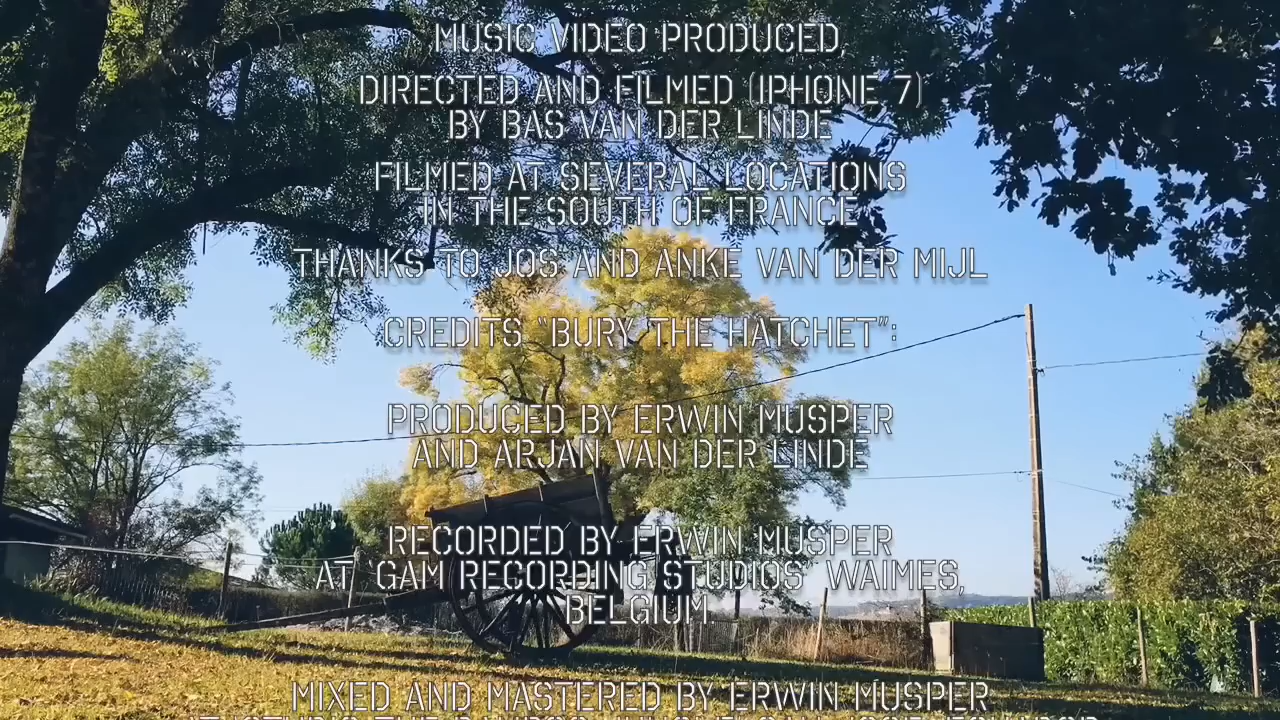 MUSIC VIDEO PRODUCED,
DIRECTED AND FILMED (IPHONE 7)
BY BAS VAN DER LINDE
FILMED AT SEVERAL LOCATIONS
IN THE SOUTH OF FRANCE
THANKS TO JOS AND ANKE VAN DER MIJL
CREDITS "BURY THE HATCHET":
PRODUCED BY ERWIN MUSPER
AND ARJAN VAN DER LINDE
RECORDED BY ERWIN MUSPER
AT 'GAM RECORDING STUDIOS' WAIMES,
BELGIUM.
MIXED AND MASTERED BY ERWIN MUSPER